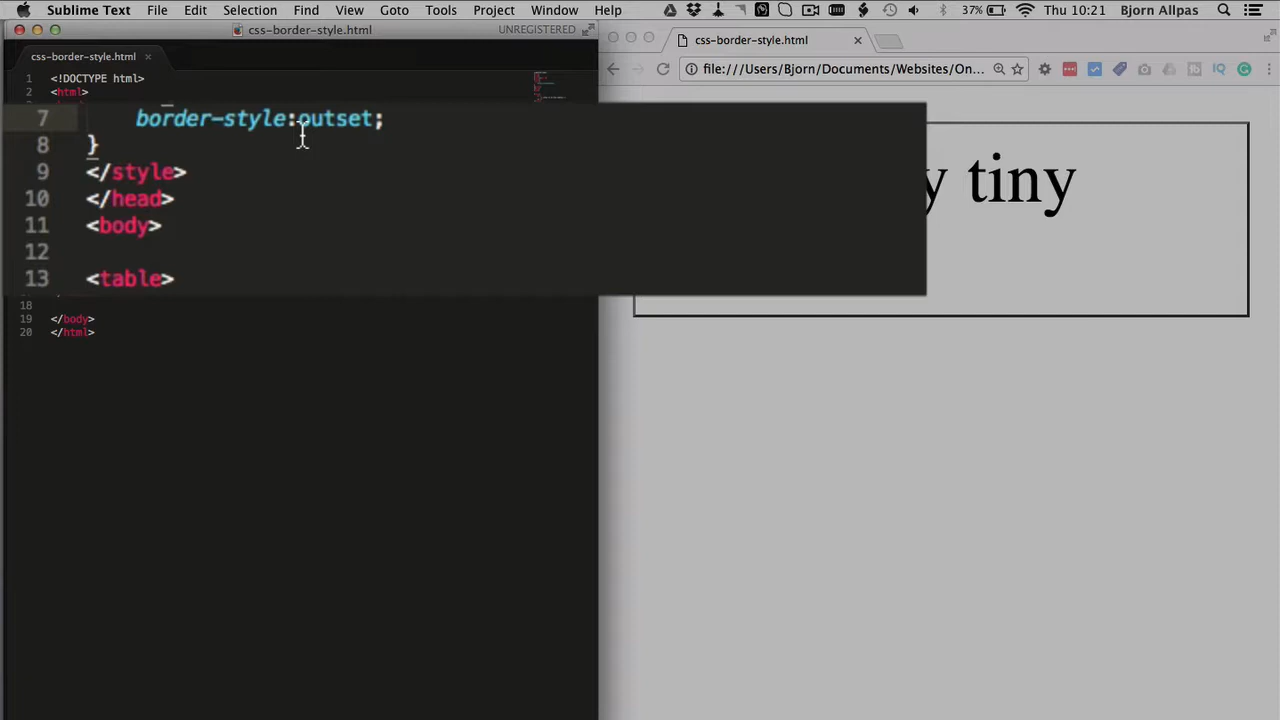 Sublime Text File Edit Selection Find View Goto Tools Project Window Help 37% Thu 10:21 Bjorn Allpas
css-border-style.html UNREGISTERED
css-border-style.html ×
css-border-style.html ×
file:///Users/Bjorn/Documents/Websites/On...
1 <!DOCTYPE html>
2 <html>
7 border-style:outset;
8 }
9 </style>
10 </head>
11 <body>
12
13 <table>
18
19 </body>
20 </html>
y tiny